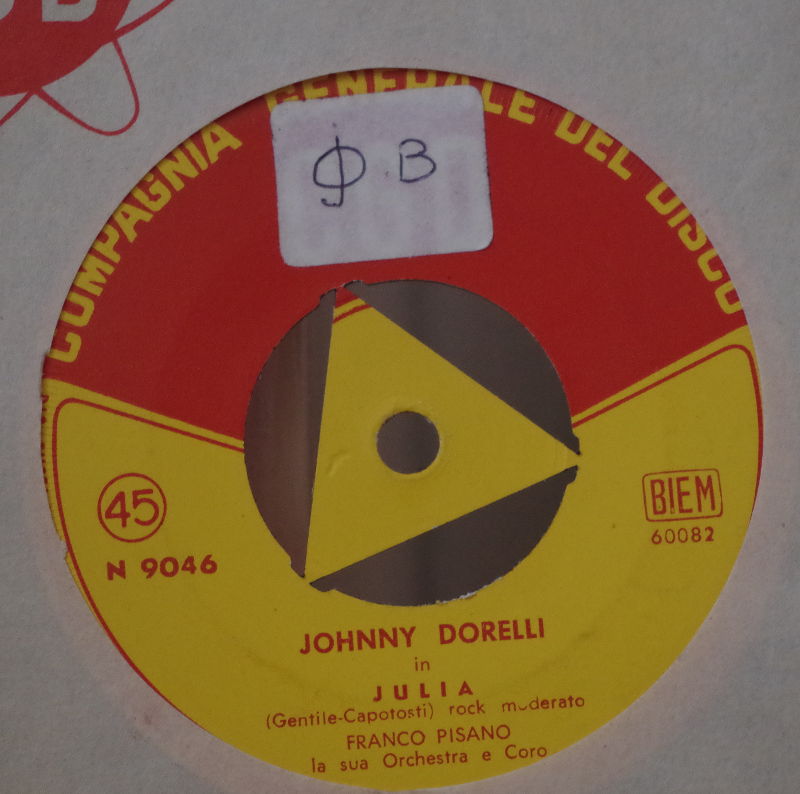 COMPAGNIA GENERALE DEL DISCO
Φ.B
45
N 9046
BIEM
60082
JOHNNY DORELLI
in
JULIA
(Gentile-Capotosti) rock moderato
FRANCO PISANO
la sua Orchestra e Coro